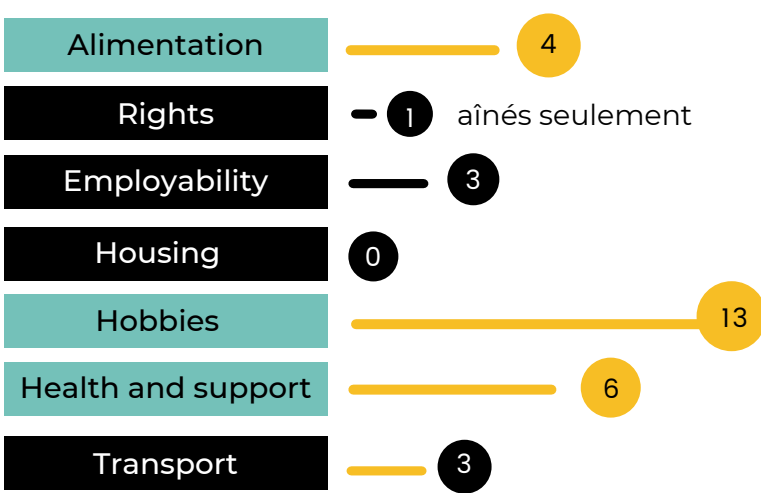 Alimentation 4
Rights 1 aînés seulement
Employability 3
Housing 0
Hobbies 13
Health and support 6
Transport 3